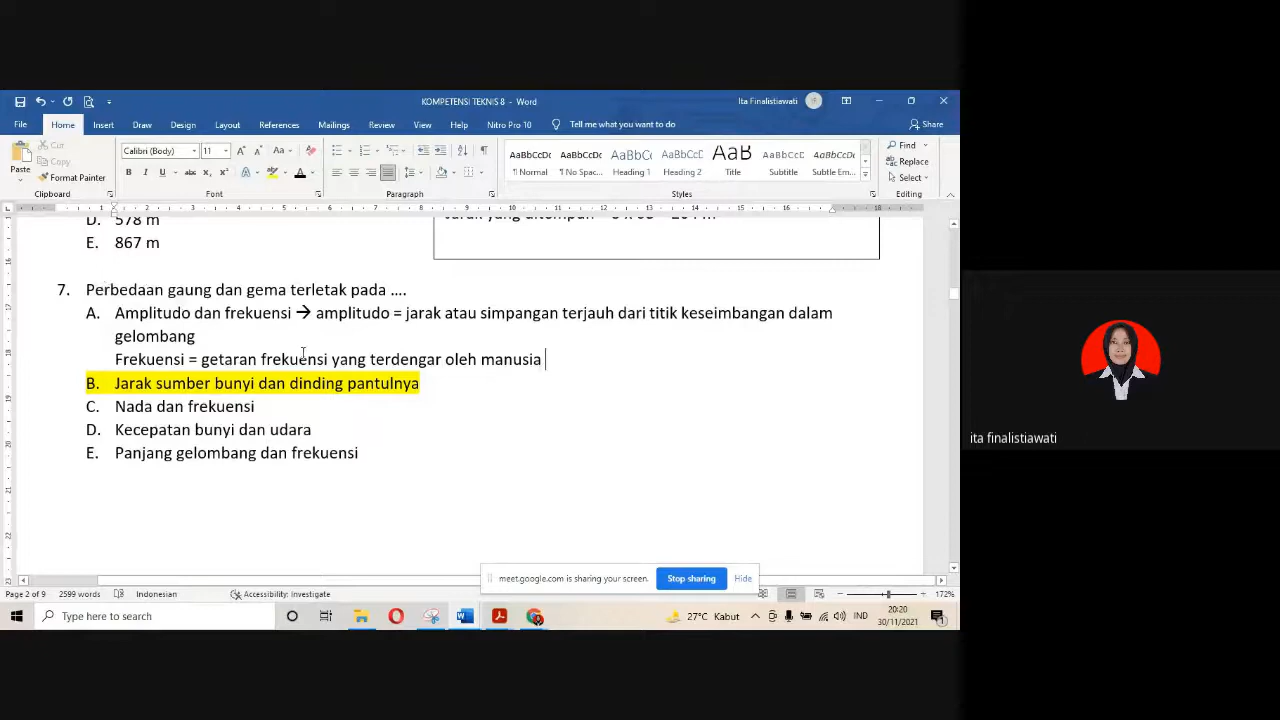 KOMPETENSI TEKNIS 8 - Word
Ita Finalistiawati
File Home Insert Draw Design Layout References Mailings Review View Help Nitro Pro 10 Tell me what you want to do Share
Paste
Cut
Copy
Format Painter
Calibri (Body) 11
AaBbCcDc AaBbCcDc AaBbCc AaBbCcD AaB AaBbCcD AaBbCcDc
¶ Normal ¶ No Spac... Heading 1 Heading 2 Title Subtitle Subtle Em...
Find
Replace
Select
Clipboard Font Paragraph Styles Editing
D. 578 m
E. 867 m
7. Perbedaan gaung dan gema terletak pada ....
A. Amplitudo dan frekuensi → amplitudo = jarak atau simpangan terjauh dari titik keseimbangan dalam
gelombang
Frekuensi = getaran frekuensi yang terdengar oleh manusia
B. Jarak sumber bunyi dan dinding pantulnya
C. Nada dan frekuensi
D. Kecepatan bunyi dan udara
E. Panjang gelombang dan frekuensi
ita finalistiawati
meet.google.com is sharing your screen. Stop sharing Hide
Page 2 of 9 2599 words Indonesian Accessibility: Investigate 172%
Type here to search
27°C Kabut IND
20:20
30/11/2021